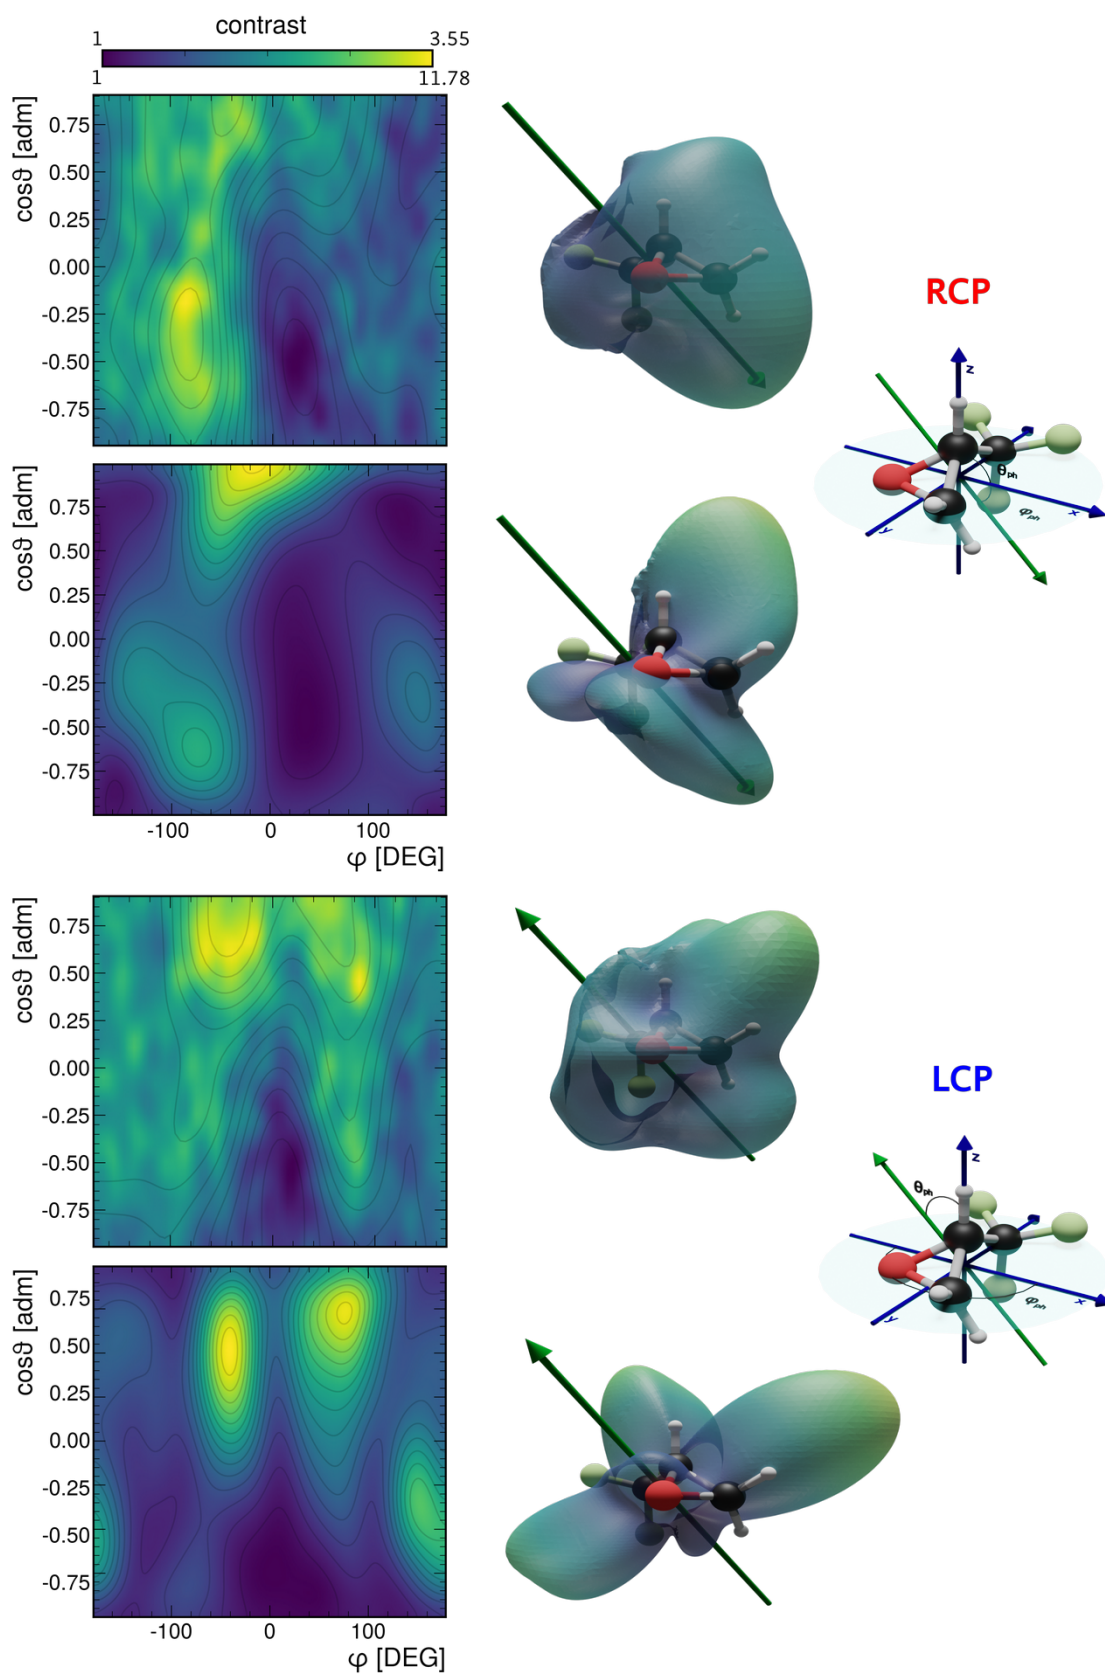 contrast
1 3.55
1 11.78
cosϑ [adm]
0.75
0.50
0.25
0.00
-0.25
-0.50
-0.75
RCP
z
θph
φph
x
y
cosϑ [adm]
0.75
0.50
0.25
0.00
-0.25
-0.50
-0.75
-100 0 100
φ [DEG]
cosϑ [adm]
0.75
0.50
0.25
0.00
-0.25
-0.50
-0.75
LCP
z
θph
φph
x
y
cosϑ [adm]
0.75
0.50
0.25
0.00
-0.25
-0.50
-0.75
-100 0 100
φ [DEG]